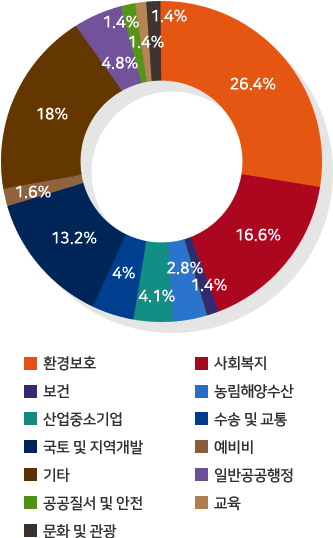 1.4%
1.4%
1.4%
26.4%
4.8%
18%
1.6%
16.6%
13.2%
2.8%
4%
1.4%
4.1%
환경보호 사회복지
보건 농림해양수산
산업중소기업 수송 및 교통
국토 및 지역개발 예비비
기타 일반공공행정
공공질서 및 안전 교육
문화 및 관광